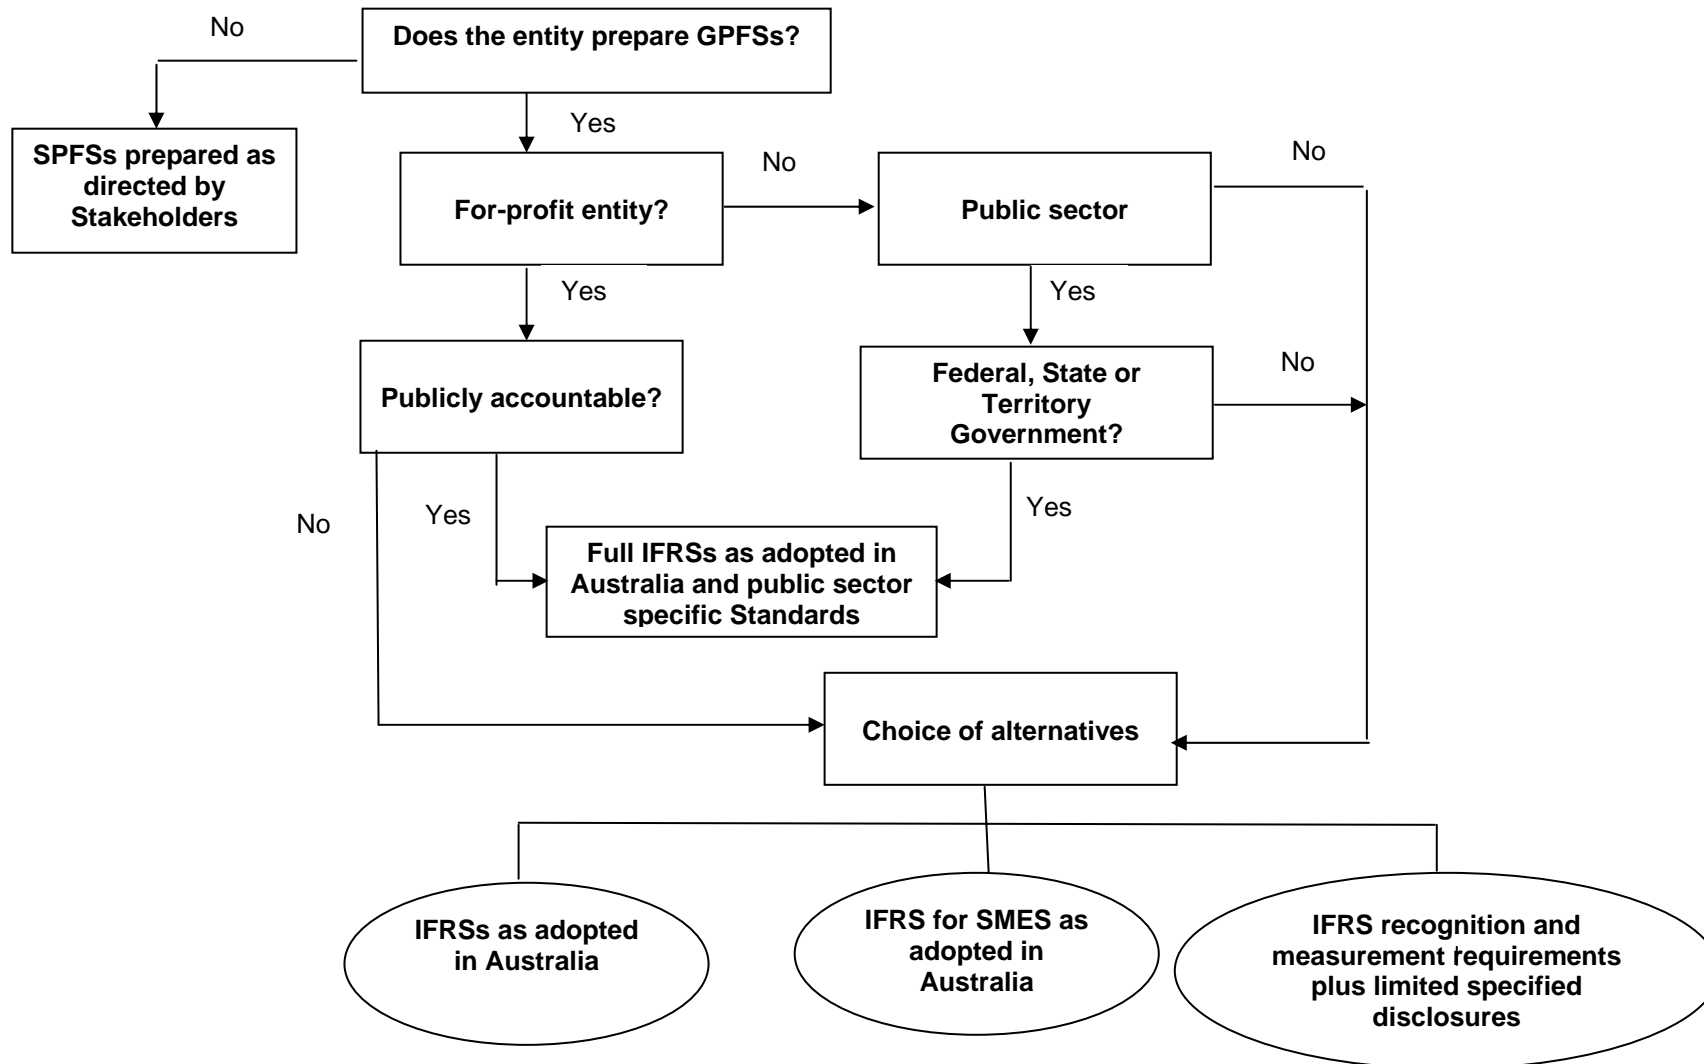 No
Does the entity prepare GPFSs?
Yes
SPFSs prepared as
directed by
Stakeholders
For-profit entity?
No
Public sector
No
Yes
Yes
Publicly accountable?
Federal, State or
Territory
Government?
No
No
Yes
Yes
Full IFRSs as adopted in
Australia and public sector
specific Standards
Choice of alternatives
IFRSs as adopted
in Australia
IFRS for SMES as
adopted in
Australia
IFRS recognition and
measurement requirements
plus limited specified
disclosures